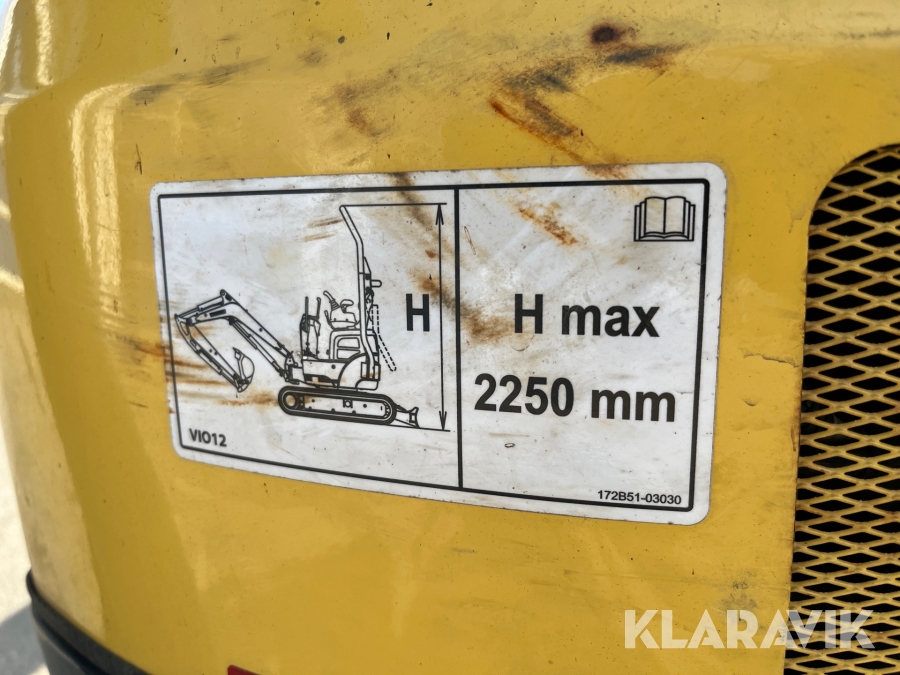 H
VIO12
H max
2250 mm
172B51-03030
KLARAVIK